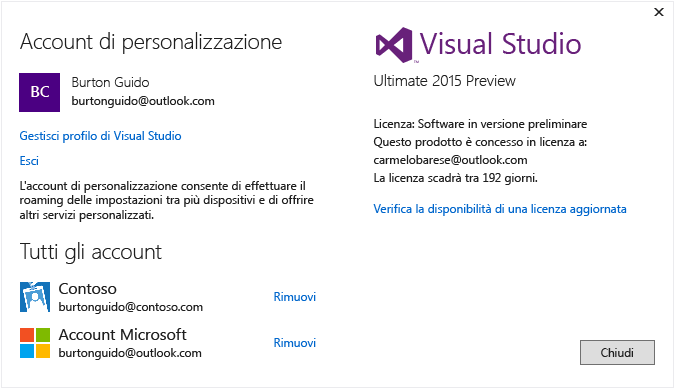 Account di personalizzazione
BC
Burton Guido
burtonguido@outlook.com
Gestisci profilo di Visual Studio
Esci
L'account di personalizzazione consente di effettuare il
roaming delle impostazioni tra più dispositivi e di offrire
altri servizi personalizzati.
Tutti gli account
Contoso
burtonguido@contoso.com
Rimuovi
Account Microsoft
burtonguido@outlook.com
Rimuovi
Visual Studio
Ultimate 2015 Preview
Licenza: Software in versione preliminare
Questo prodotto è concesso in licenza a:
carmelobarese@outlook.com
La licenza scadrà tra 192 giorni.
Verifica la disponibilità di una licenza aggiornata
Chiudi